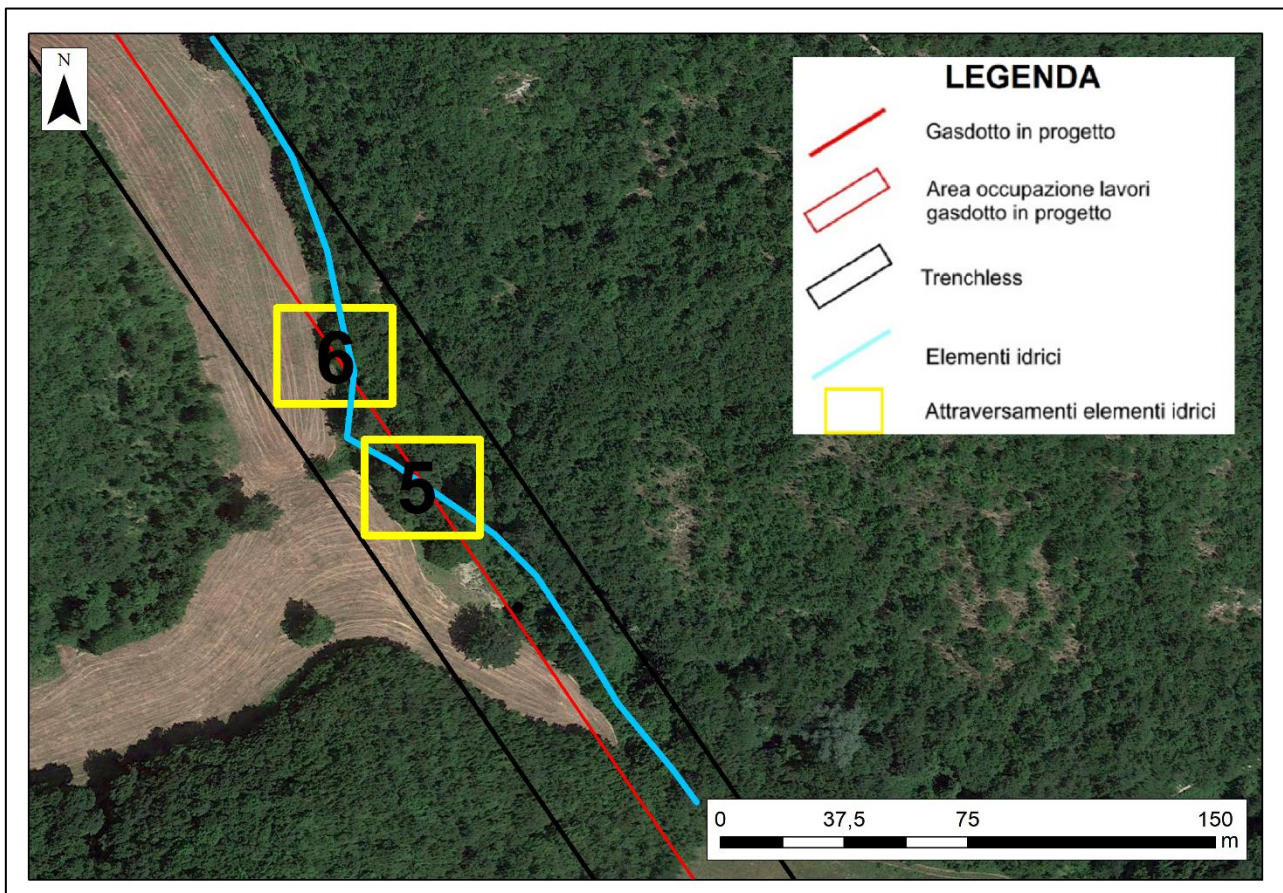 N
LEGENDA
Gasdotto in progetto
Area occupazione lavori
gasdotto in progetto
Trenchless
Elementi idrici
Attraversamenti elementi idrici
6
5
0 37,5 75 150
m